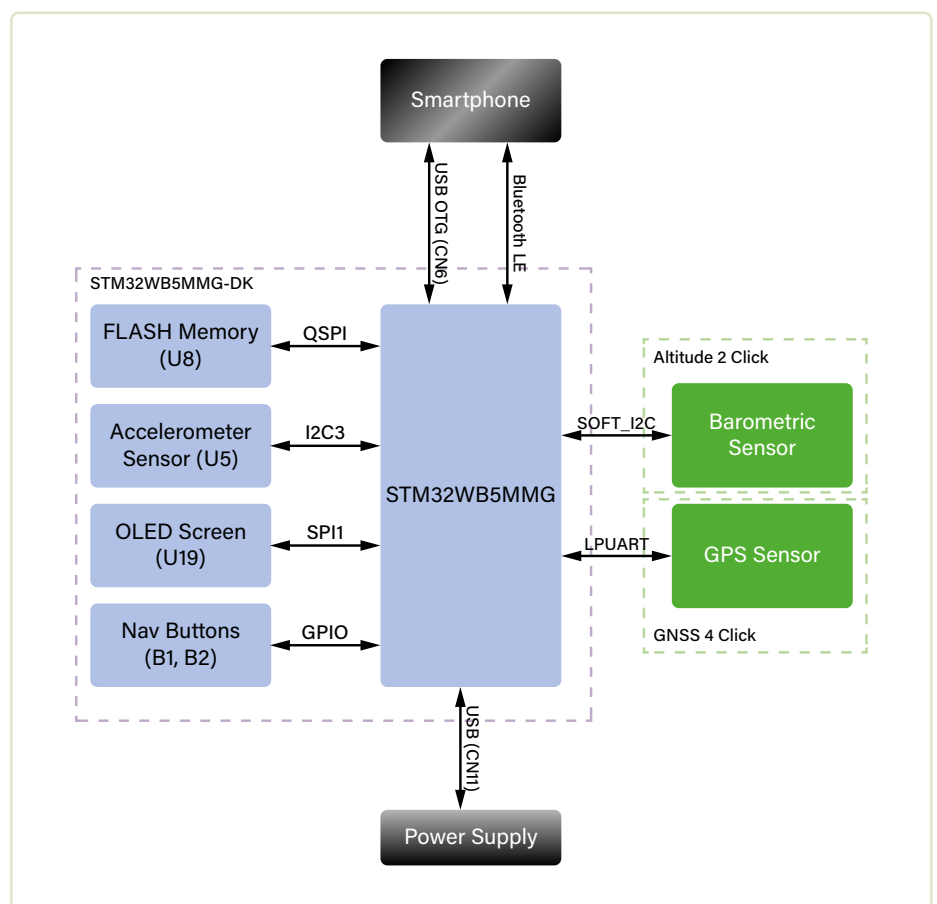 Smartphone
USB OTG (CN6)
Bluetooth LE
STM32WB5MMG-DK
FLASH Memory
(U8)
QSPI
Accelerometer
Sensor (U5)
I2C3
OLED Screen
(U19)
SPI1
Nav Buttons
(B1, B2)
GPIO
STM32WB5MMG
SOFT_I2C
LPUART
Altitude 2 Click
Barometric
Sensor
GPS Sensor
GNSS 4 Click
USB (CN11)
Power Supply